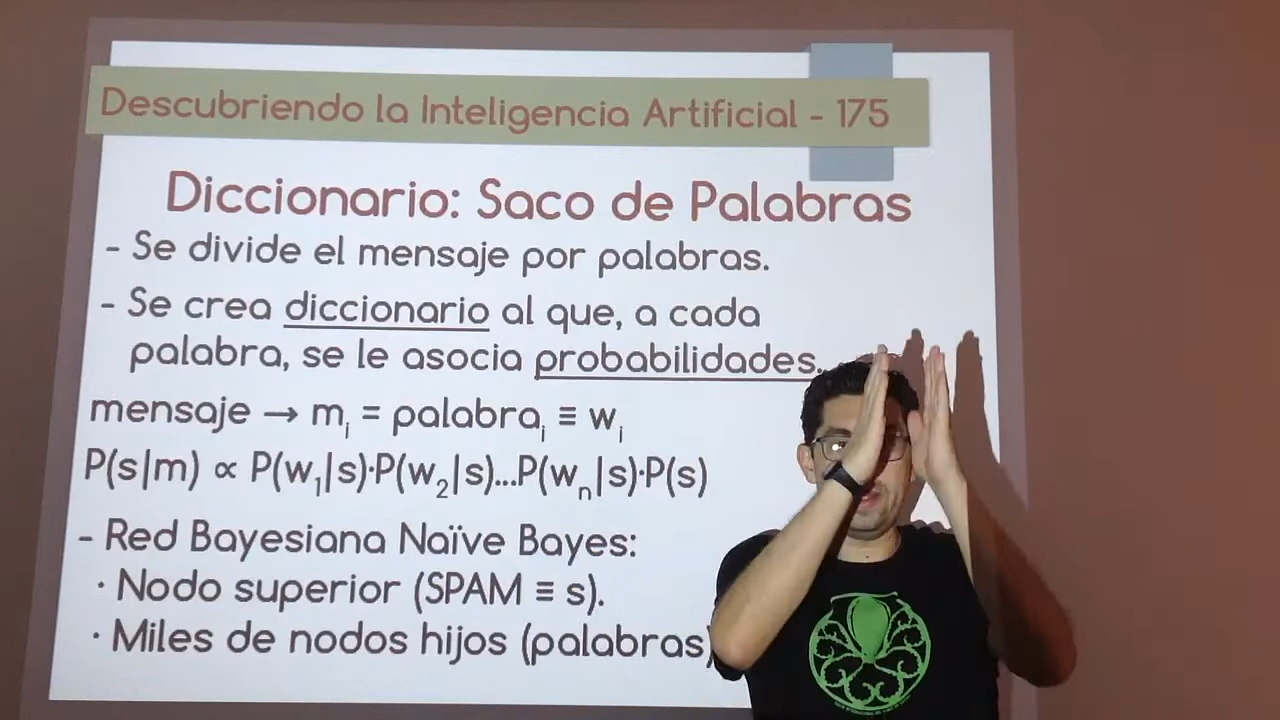 Descubriendo la Inteligencia Artificial - 175
Diccionario: Saco de Palabras
- Se divide el mensaje por palabras.
- Se crea diccionario al que, a cada
palabra, se le asocia probabilidades.
mensaje → mᵢ = palabraᵢ ≡ wᵢ
P(s|m) ∝ P(w₁|s)·P(w₂|s)...P(wₙ|s)·P(s)
- Red Bayesiana Naïve Bayes:
· Nodo superior (SPAM ≡ s).
· Miles de nodos hijos (palabras)